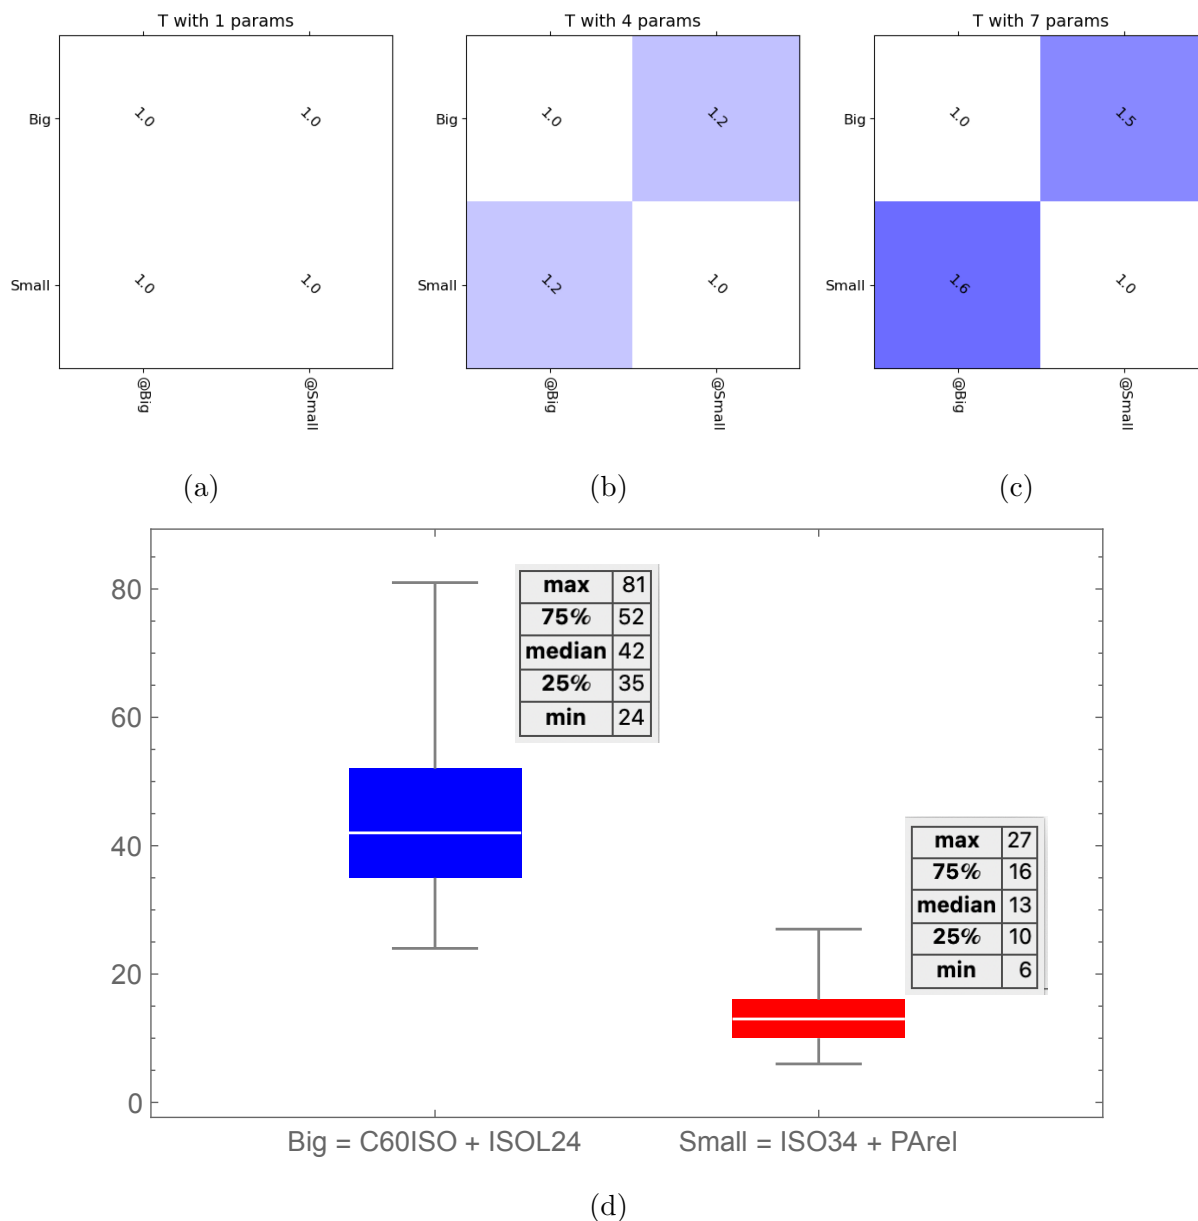 T with 1 params
T with 4 params
T with 7 params
Big
1.0
1.0
Small
1.0
1.0
@Big
@Small
Big
1.0
1.2
Small
1.2
1.0
@Big
@Small
Big
1.0
1.5
Small
1.6
1.0
@Big
@Small
(a)
(b)
(c)
80
60
40
20
0
max 81
75% 52
median 42
25% 35
min 24
max 27
75% 16
median 13
25% 10
min 6
Big = C60ISO + ISOL24
Small = ISO34 + PArel
(d)